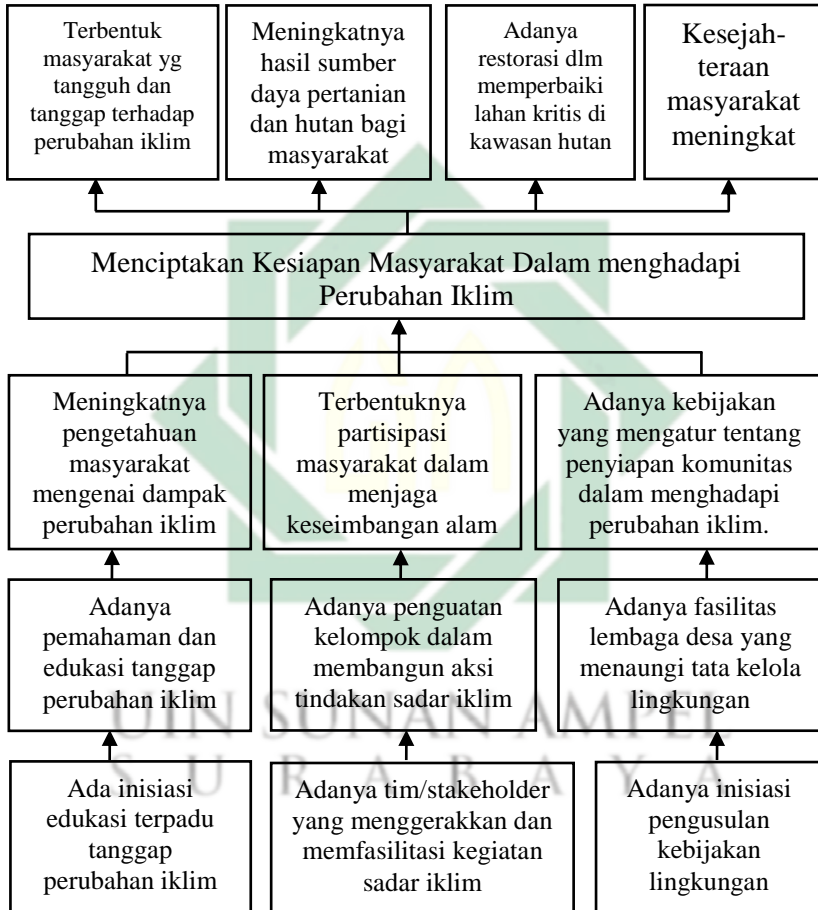 Terbentuk
masyarakat yg
tangguh dan
tanggap terhadap
perubahan iklim
Meningkatnya
hasil sumber
daya pertanian
dan hutan bagi
masyarakat
Adanya
restorasi dlm
memperbaiki
lahan kritis di
kawasan hutan
Kesejah-
teraan
masyarakat
meningkat
Menciptakan Kesiapan Masyarakat Dalam menghadapi
Perubahan Iklim
Meningkatnya
pengetahuan
masyarakat
mengenai dampak
perubahan iklim
Terbentuknya
partisipasi
masyarakat dalam
menjaga
keseimbangan alam
Adanya kebijakan
yang mengatur tentang
penyiapan komunitas
dalam menghadapi
perubahan iklim.
Adanya
pemahaman dan
edukasi tanggap
perubahan iklim
Adanya penguatan
kelompok dalam
membangun aksi
tindakan sadar iklim
Adanya fasilitas
lembaga desa yang
menaungi tata kelola
lingkungan
UIN SUNAN AMPEL
S U R A B A Y A
Ada inisiasi
edukasi terpadu
tanggap
perubahan iklim
Adanya tim/stakeholder
yang menggerakkan dan
memfasilitasi kegiatan
sadar iklim
Adanya inisiasi
pengusulan
kebijakan
lingkungan